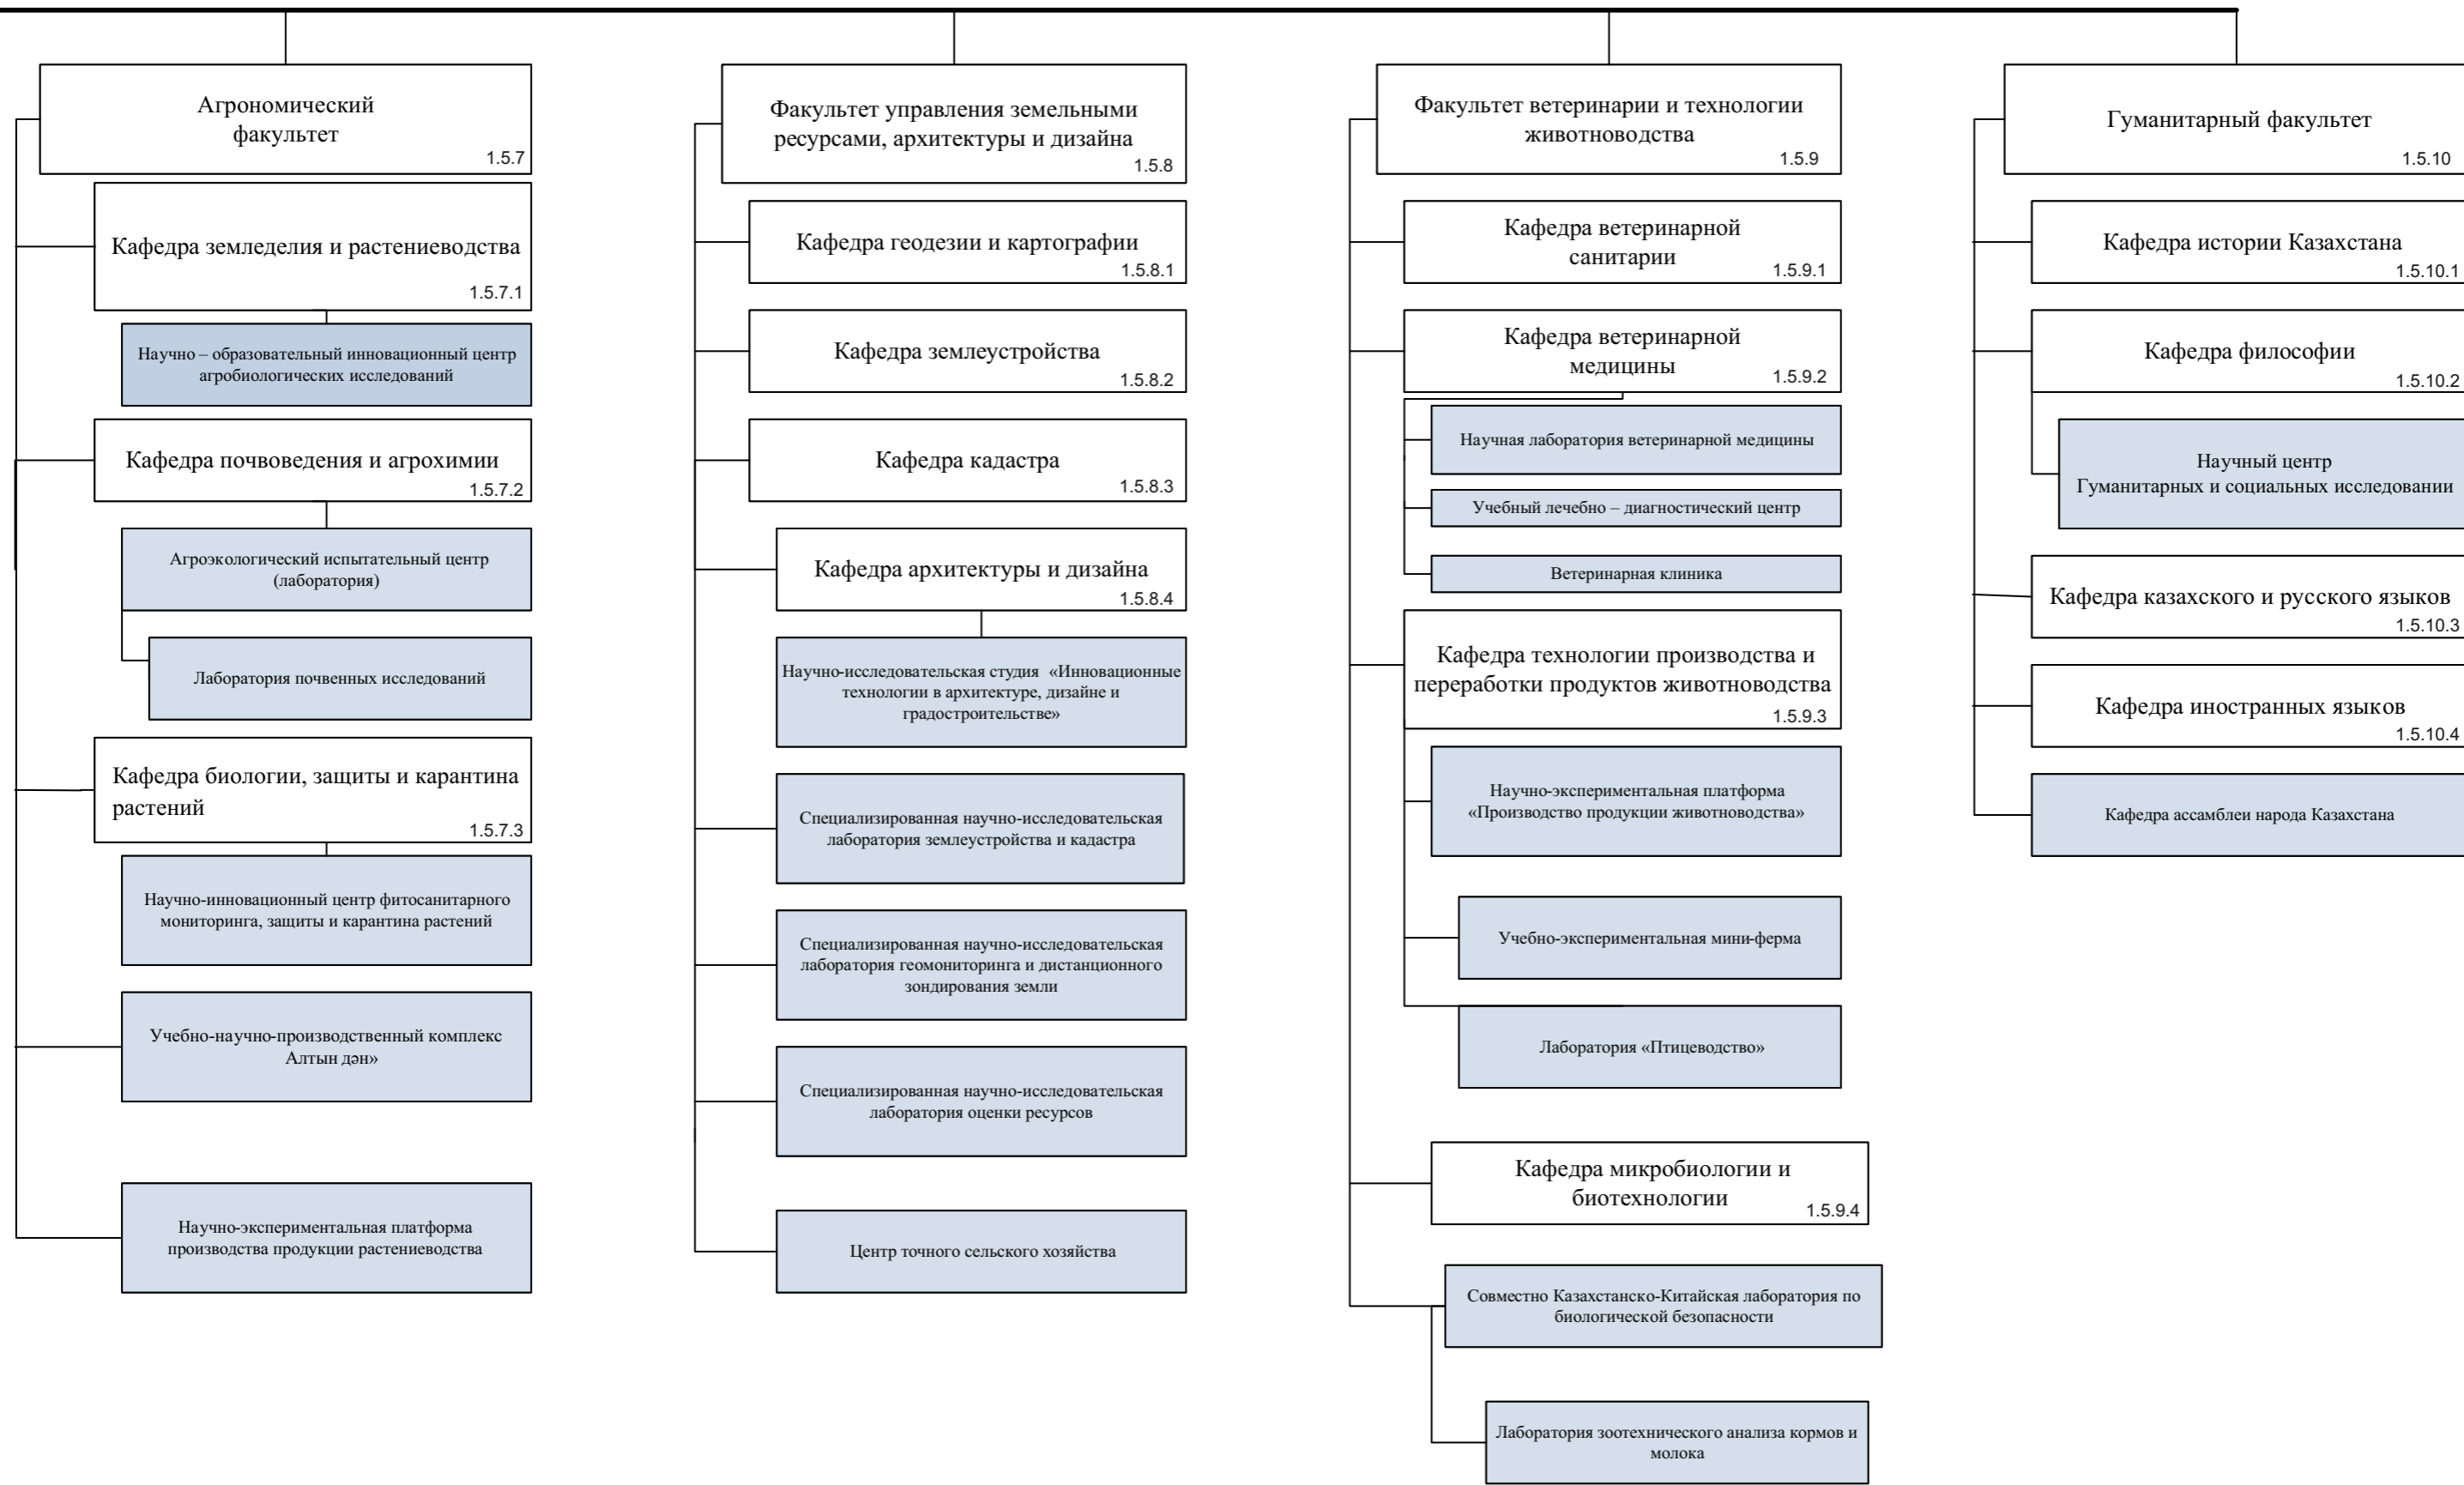 Агрономический
факультет
1.5.7
Кафедра земледелия и растениеводства
1.5.7.1
Научно – образовательный инновационный центр
агробиологических исследований
Кафедра почвоведения и агрохимии
1.5.7.2
Агроэкологический испытательный центр
(лаборатория)
Лаборатория почвенных исследований
Кафедра биологии, защиты и карантина
растений
1.5.7.3
Научно-инновационный центр фитосанитарного
мониторинга, защиты и карантина растений
Учебно-научно-производственный комплекс
Алтын дән»
Научно-экспериментальная платформа
производства продукции растениеводства
Факультет управления земельными
ресурсами, архитектуры и дизайна
1.5.8
Кафедра геодезии и картографии
1.5.8.1
Кафедра землеустройства
1.5.8.2
Кафедра кадастра
1.5.8.3
Кафедра архитектуры и дизайна
1.5.8.4
Научно-исследовательская студия «Инновационные
технологии в архитектуре, дизайне и
градостроительстве»
Специализированная научно-исследовательская
лаборатория землеустройства и кадастра
Специализированная научно-исследовательская
лаборатория геомониторинга и дистанционного
зондирования земли
Специализированная научно-исследовательская
лаборатория оценки ресурсов
Центр точного сельского хозяйства
Факультет ветеринарии и технологии
животноводства
1.5.9
Кафедра ветеринарной
санитарии
1.5.9.1
Кафедра ветеринарной
медицины
1.5.9.2
Научная лаборатория ветеринарной медицины
Учебный лечебно – диагностический центр
Ветеринарная клиника
Кафедра технологии производства и
переработки продуктов животноводства
1.5.9.3
Научно-экспериментальная платформа
«Производство продукции животноводства»
Учебно-экспериментальная мини-ферма
Лаборатория «Птицеводство»
Кафедра микробиологии и
биотехнологии
1.5.9.4
Совместно Казахстанско-Китайская лаборатория по
биологической безопасности
Лаборатория зоотехнического анализа кормов и
молока
Гуманитарный факультет
1.5.10
Кафедра истории Казахстана
1.5.10.1
Кафедра философии
1.5.10.2
Научный центр
Гуманитарных и социальных исследовании
Кафедра казахского и русского языков
1.5.10.3
Кафедра иностранных языков
1.5.10.4
Кафедра ассамблеи народа Казахстана